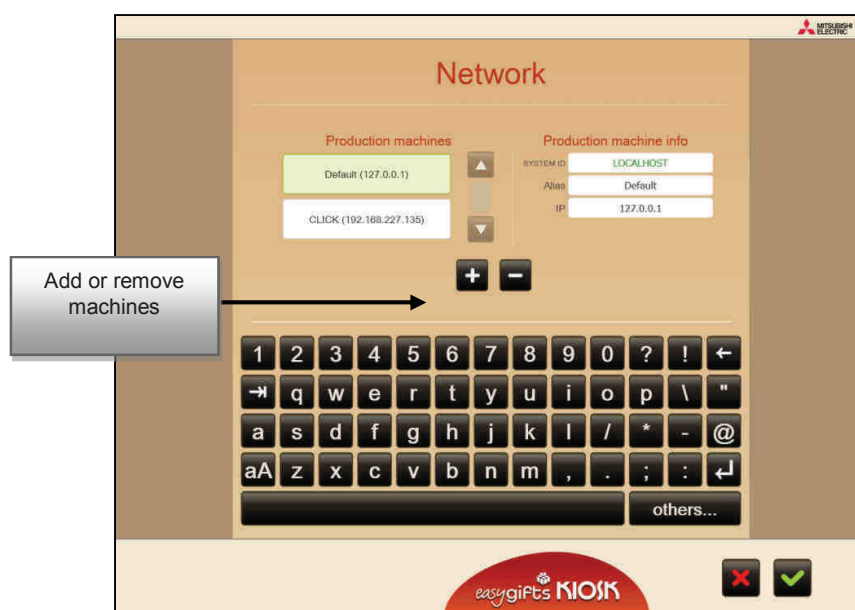 MITSUBISHI
ELECTRIC
Network
Production machines
Production machine info
Default (127.0.0.1)
CLICK (192.168.227.135)
SYSTEM ID LOCALHOST
Alias Default
IP 127.0.0.1
+ -
Add or remove
machines
1 2 3 4 5 6 7 8 9 0 ? ! ←
q w e r t y u i o p \ "
a s d f g h j k l / * - @
aA z x c v b n m , . ; : ↵
others...
easygifts KIOSK